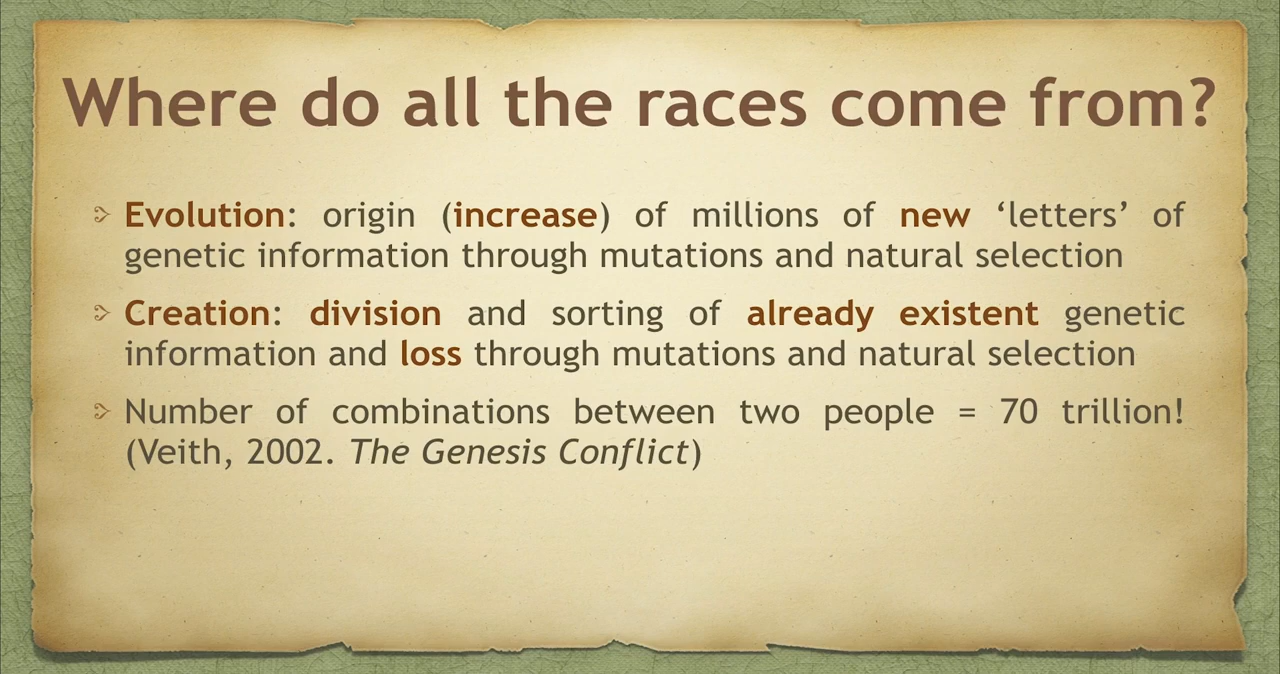 Where do all the races come from?
Evolution: origin (increase) of millions of new ‘letters’ of
genetic information through mutations and natural selection
Creation: division and sorting of already existent genetic
information and loss through mutations and natural selection
Number of combinations between two people = 70 trillion!
(Veith, 2002. The Genesis Conflict)